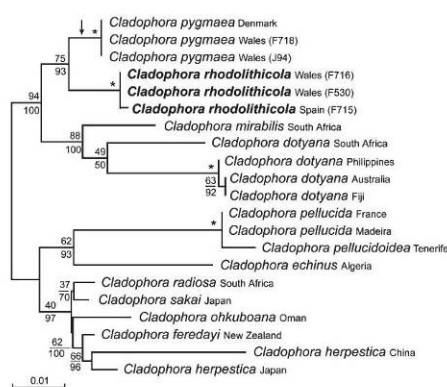 Cladophora pygmaea Denmark
Cladophora pygmaea Wales (F718)
Cladophora pygmaea Wales (J94)
*
75
93
Cladophora rhodolithicola Wales (F716)
Cladophora rhodolithicola Wales (F530)
Cladophora rhodolithicola Spain (F715)
*
94
100
Cladophora mirabilis South Africa
88
100
Cladophora dotyana South Africa
49
50
Cladophora dotyana Philippines
*
Cladophora dotyana Australia
63
92
Cladophora dotyana Fiji
Cladophora pellucida France
*
Cladophora pellucida Madeira
Cladophora pellucidoidea Tenerife
62
93
Cladophora echinus Algeria
Cladophora radiosa South Africa
37
70
Cladophora sakai Japan
40
97
Cladophora ohkuboana Oman
Cladophora feredayi New Zealand
62
100
Cladophora herpestica China
66
96
Cladophora herpestica Japan
0.01